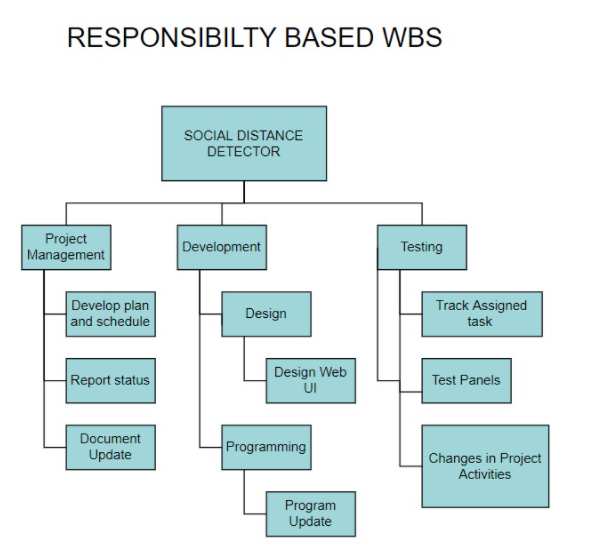 RESPONSIBILTY BASED WBS
SOCIAL DISTANCE
DETECTOR
Project
Management
Development
Testing
Develop plan
and schedule
Design
Track Assigned
task
Report status
Design Web
UI
Test Panels
Document
Update
Programming
Changes in Project
Activities
Program
Update